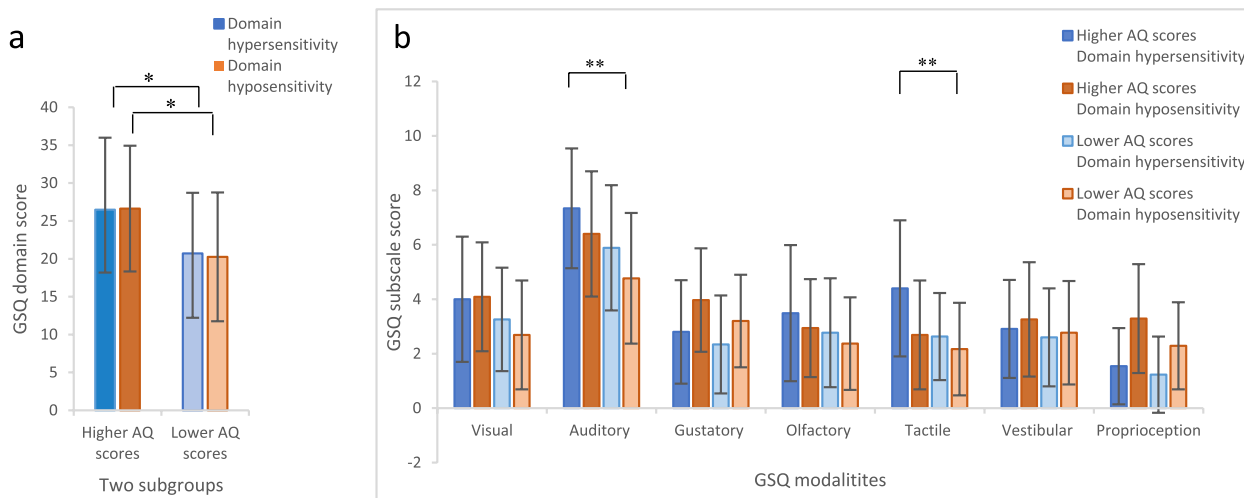 a
Domain
hypersensitivity
Domain
hyposensitivity
*
*
GSQ domain score
40
35
30
25
20
15
10
5
0
Higher AQ
scores
Lower AQ
scores
Two subgroups
b
Higher AQ scores
Domain hypersensitivity
Higher AQ scores
Domain hyposensitivity
Lower AQ scores
Domain hypersensitivity
Lower AQ scores
Domain hyposensitivity
**
**
GSQ subscale score
12
10
8
6
4
2
0
-2
Visual
Auditory
Gustatory
Olfactory
Tactile
Vestibular
Proprioception
GSQ modalitites